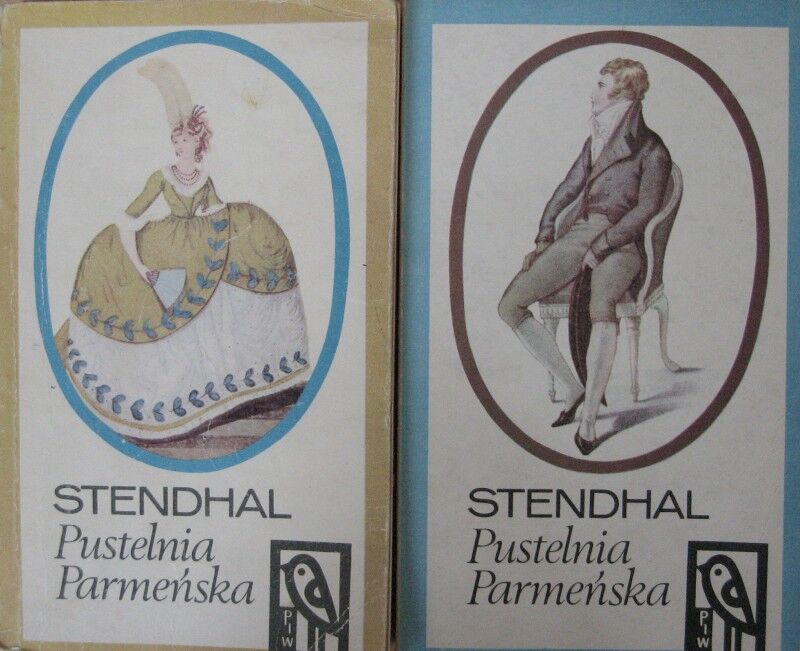 STENDHAL
Pustelnia
Parmeńska
PIW
STENDHAL
Pustelnia
Parmeńska
PIW